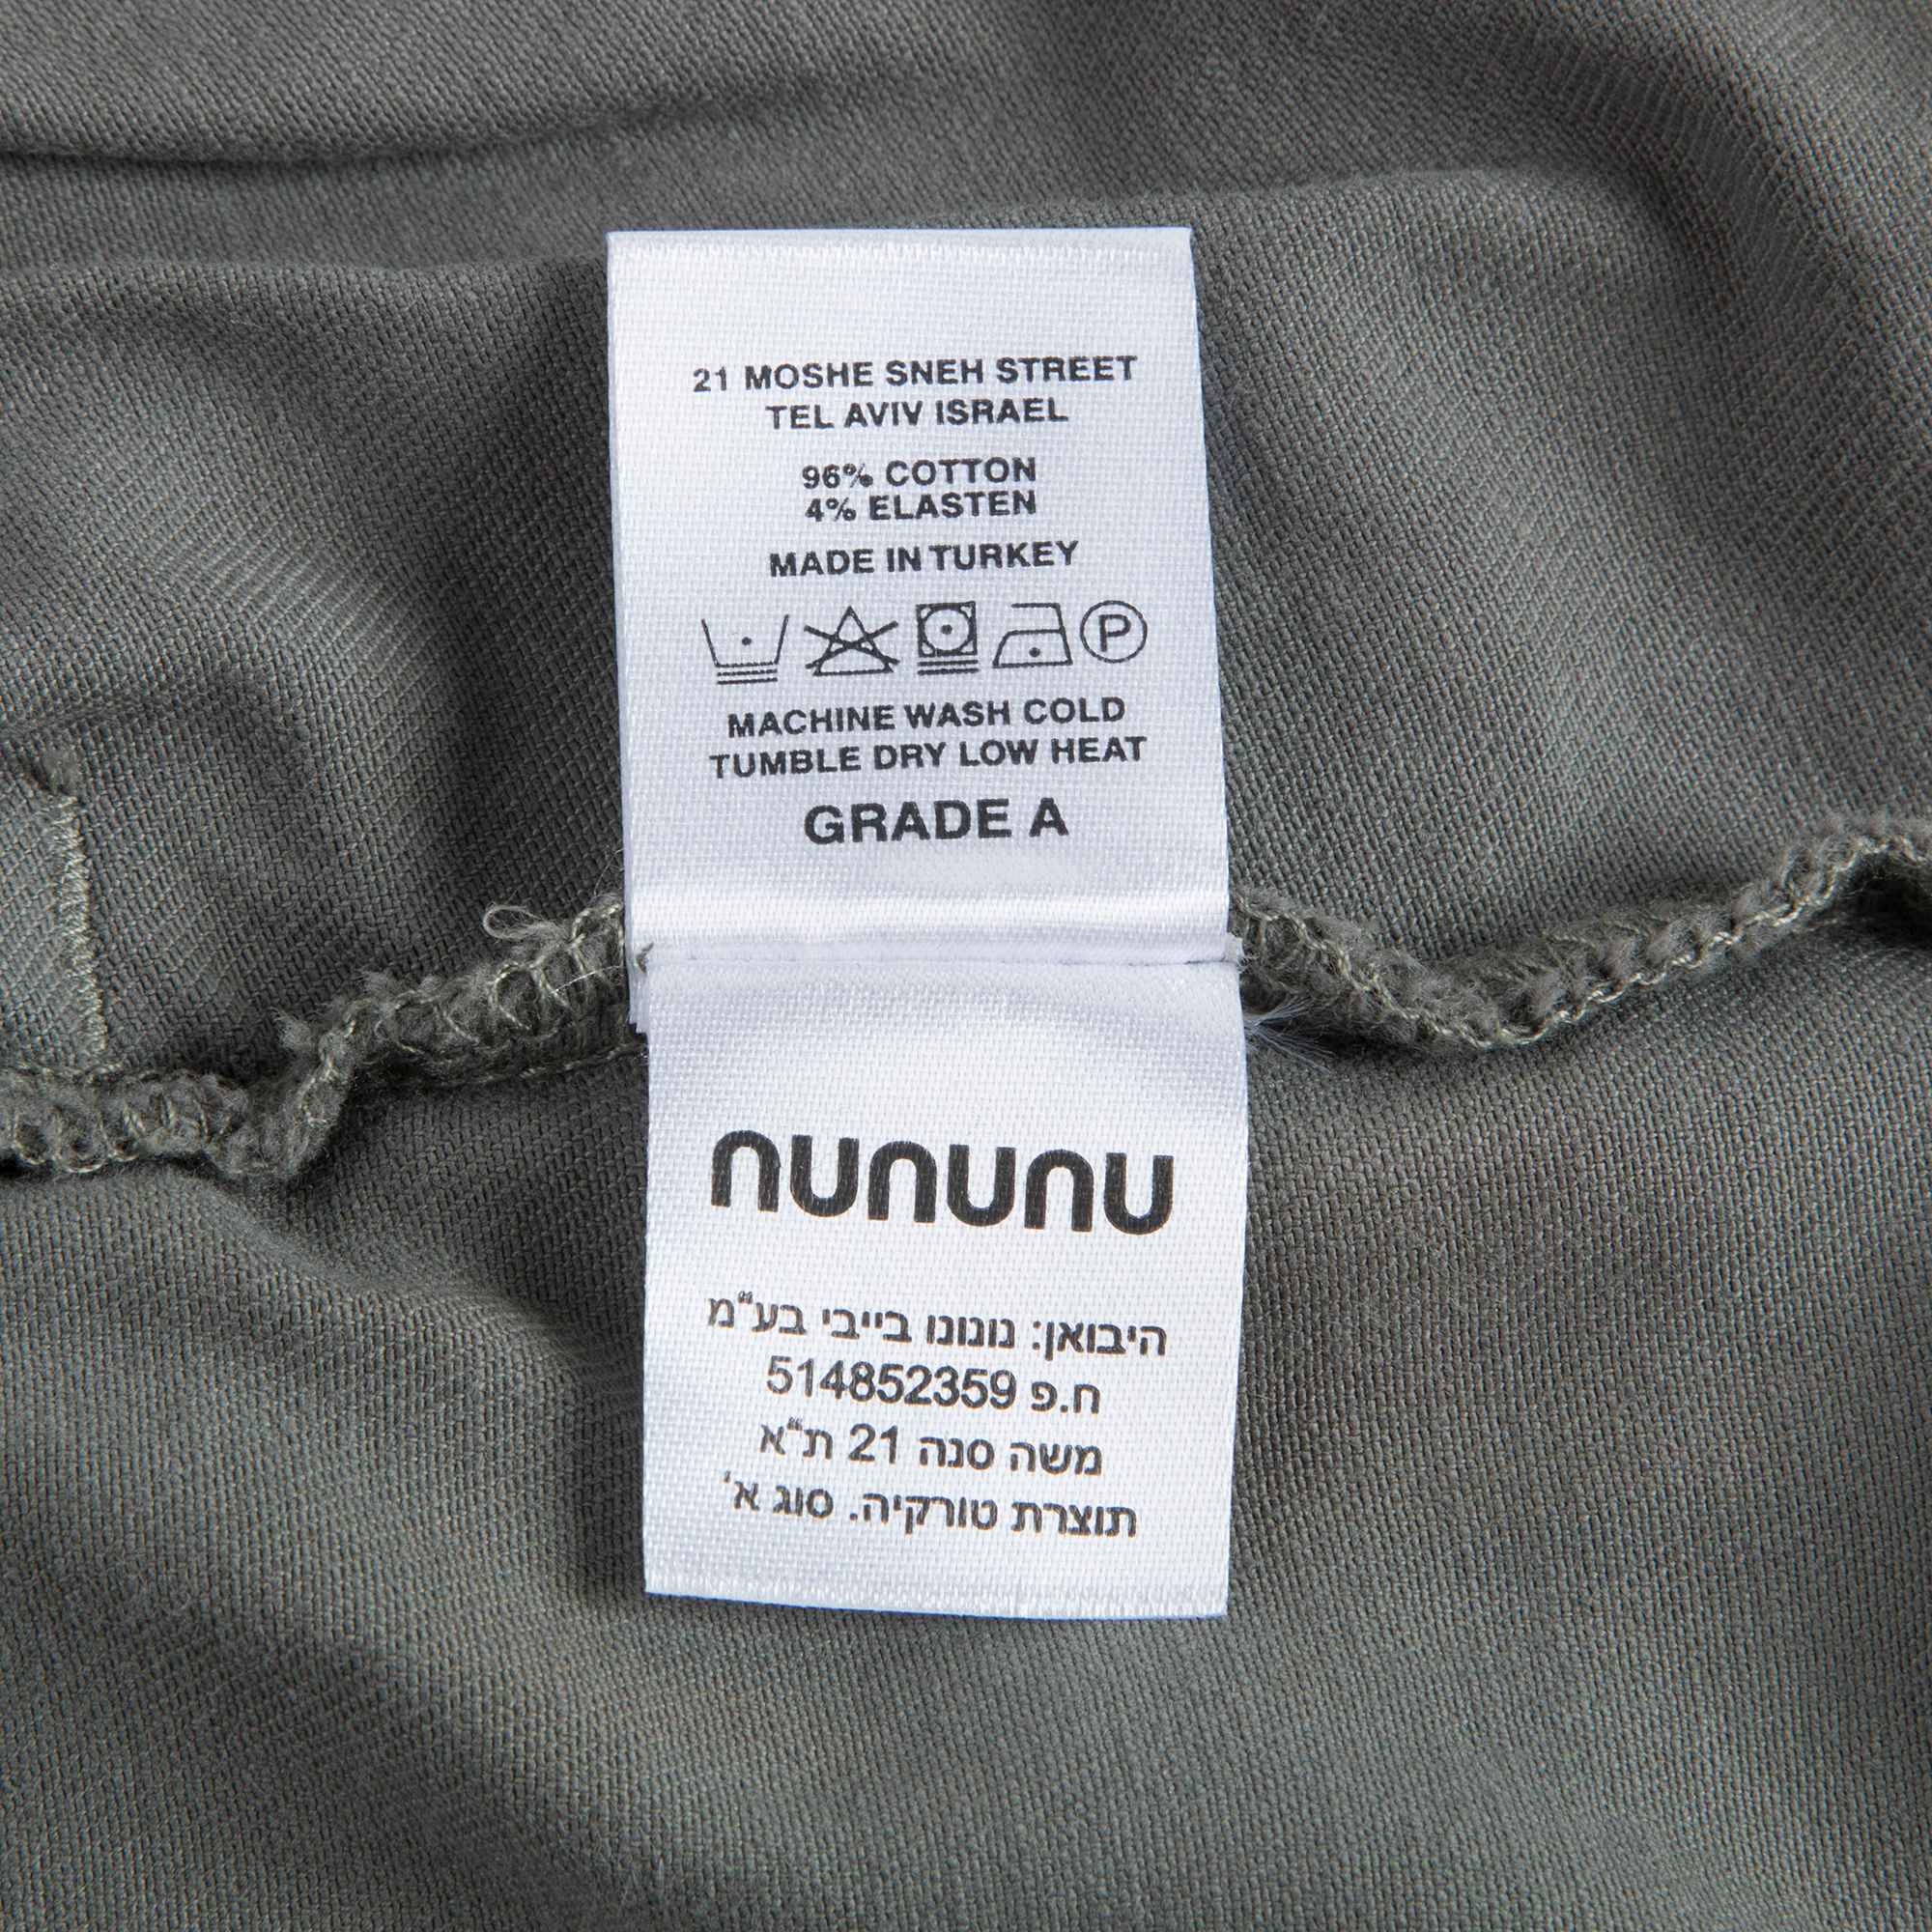 21 MOSHE SNEH STREET
TEL AVIV ISRAEL
96% COTTON
4% ELASTEN
MADE IN TURKEY
P
MACHINE WASH COLD
TUMBLE DRY LOW HEAT
GRADE A
nununu
היבואן: נונונו בייבי בע"מ
ח.פ 514852359
משה סנה 21 ת"א
תוצרת טורקיה. סוג א'